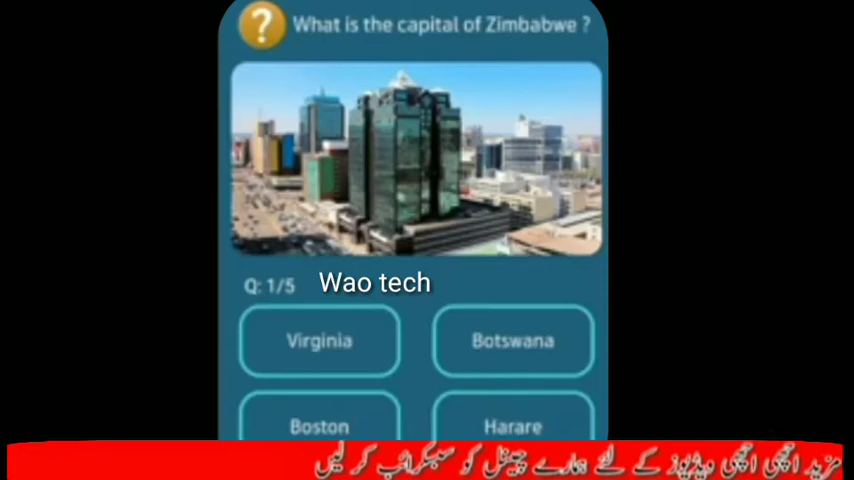 ?
What is the capital of Zimbabwe ?
Q: 1/5 Wao tech
Virginia
Botswana
Boston
Harare
مزید اچھی اچھی ویڈیوز کے لئے ہمارے چینل کو سبسکرائب کر لیں